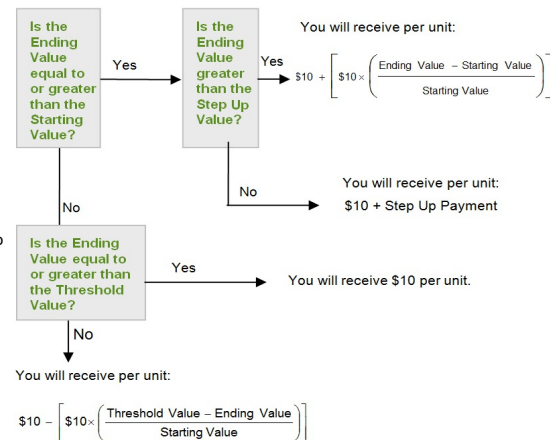 Is the
Ending
Value
equal to
or greater
than the
Starting
Value?
Yes
Is the
Ending
Value
greater
than the
Step Up
Value?
Yes
You will receive per unit:
$10 + [$10 × (Ending Value − Starting Value
Starting Value)]
No
You will receive per unit:
$10 + Step Up Payment
No
Is the Ending
Value equal to
or greater than
the Threshold
Value?
Yes
You will receive $10 per unit.
No
You will receive per unit:
$10 − [$10× (Threshold Value − Ending Value
Starting Value)]